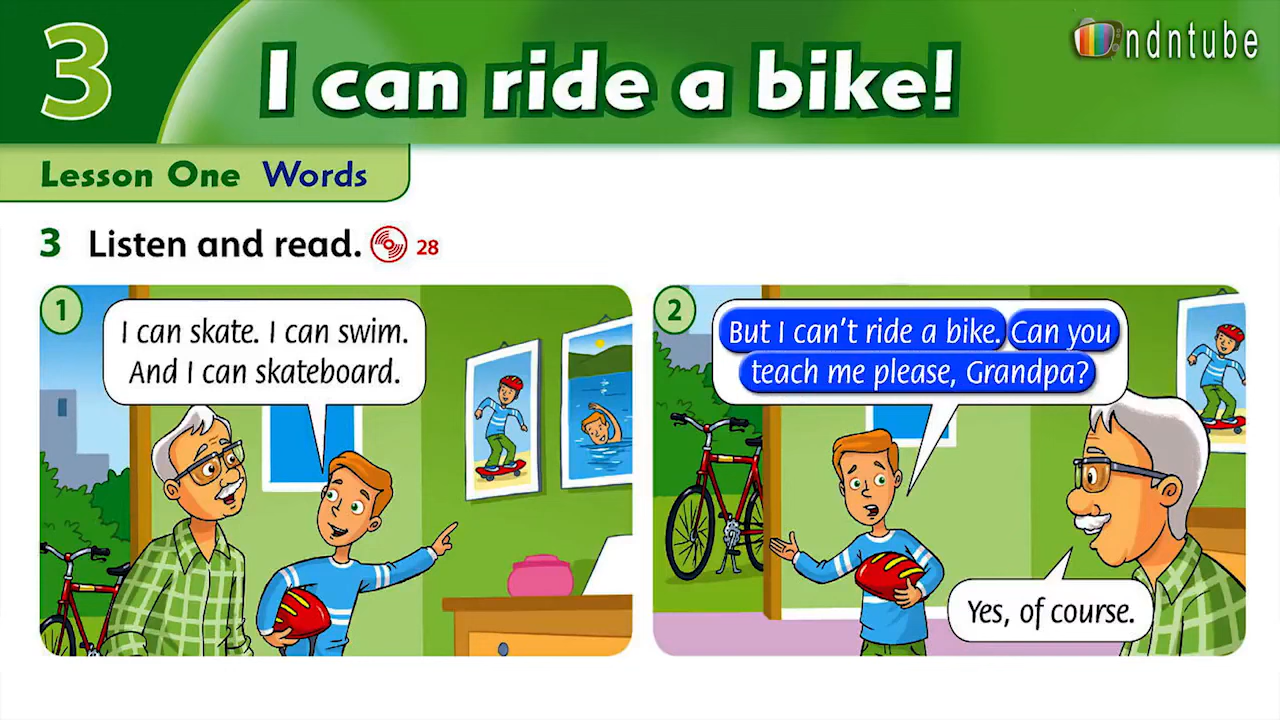 3
I can ride a bike!
ndntube
Lesson One Words
3 Listen and read. 28
1
I can skate. I can swim.
And I can skateboard.
2
But I can't ride a bike. Can you
teach me please, Grandpa?
Yes, of course.